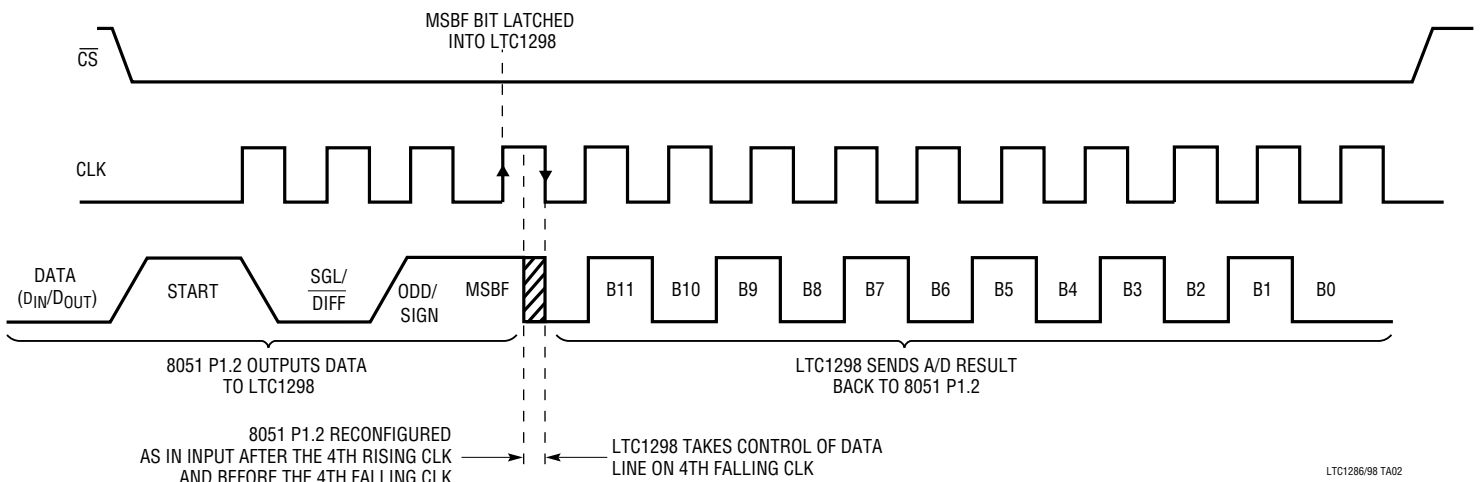 MSBF BIT LATCHED
INTO LTC1298
CS
CLK
DATA
(DIN/DOUT)
START
SGL/
DIFF
ODD/
SIGN
MSBF
B11
B10
B9
B8
B7
B6
B5
B4
B3
B2
B1
B0
8051 P1.2 OUTPUTS DATA
TO LTC1298
LTC1298 SENDS A/D RESULT
BACK TO 8051 P1.2
8051 P1.2 RECONFIGURED
AS IN INPUT AFTER THE 4TH RISING CLK
AND BEFORE THE 4TH FALLING CLK
LTC1298 TAKES CONTROL OF DATA
LINE ON 4TH FALLING CLK
LTC1286/98 TA02